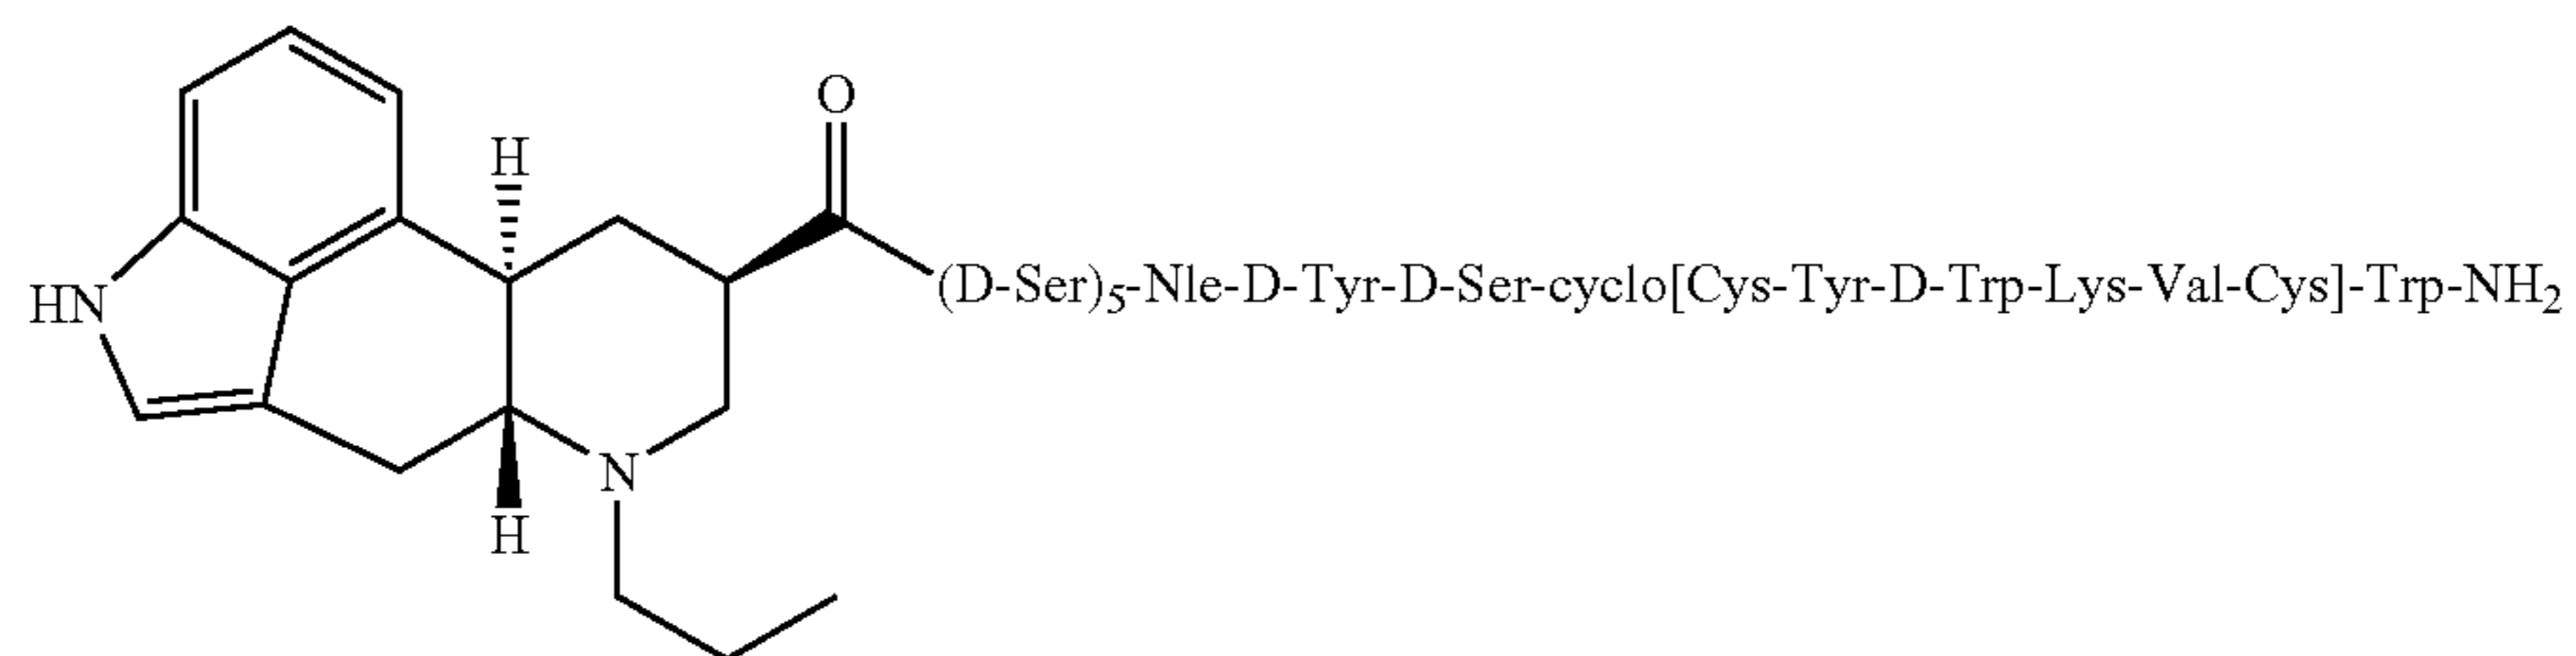 O
H
(D-Ser)5-Nle-D-Tyr-D-Ser-cyclo[Cys-Tyr-D-Trp-Lys-Val-Cys]-Trp-NH2
HN
N
H